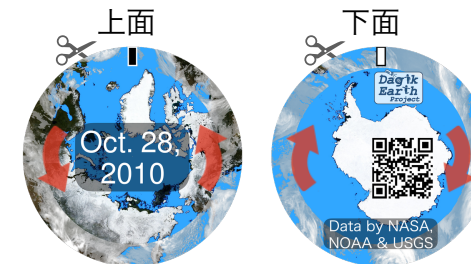 上面
下面
Oct. 28,
2010
Dagik
Earth
Project
Data by NASA,
NOAA & USGS